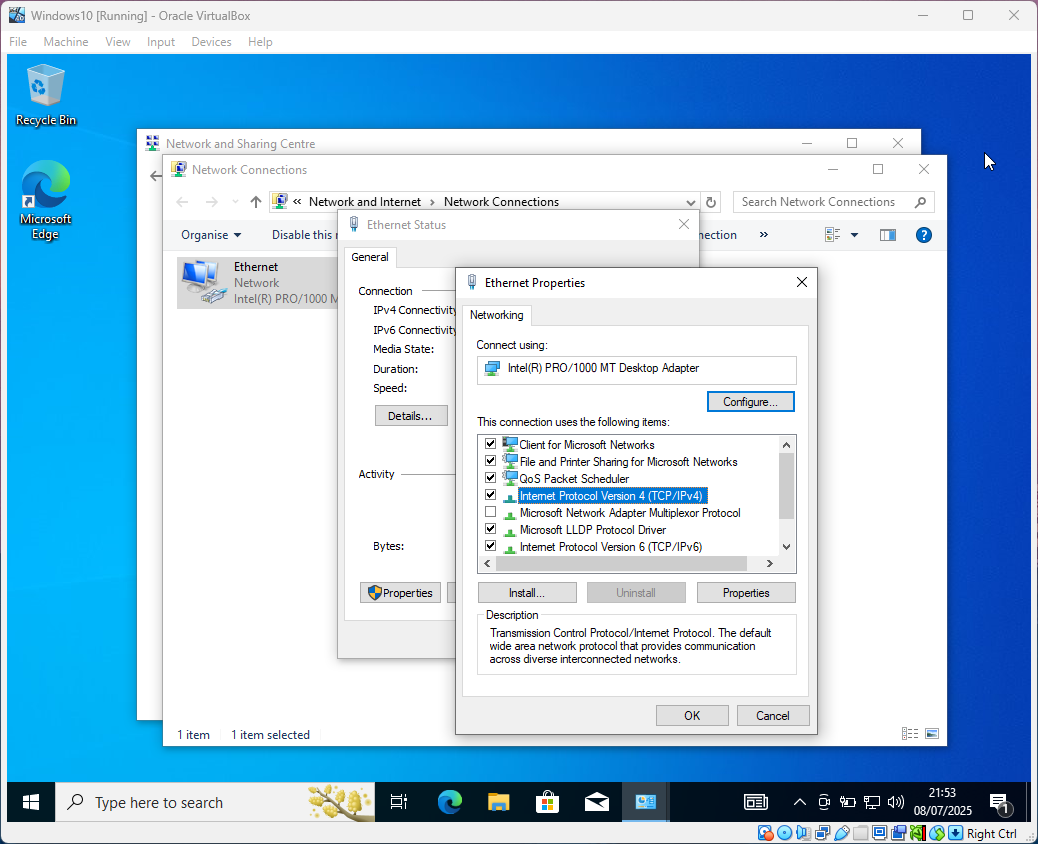 Windows10 [Running] - Oracle VirtualBox
File Machine View Input Devices Help
Recycle Bin
Microsoft
Edge
Network and Sharing Centre
Network Connections
« Network and Internet › Network Connections
Search Network Connections
Organise
Disable this
»
Ethernet
Network
Intel(R) PRO/1000 M
Ethernet Status
General
Connection
IPv4 Connectivity
IPv6 Connectivity
Media State:
Duration:
Speed:
Details...
Activity
Bytes:
Properties
Ethernet Properties
Networking
Connect using:
Intel(R) PRO/1000 MT Desktop Adapter
Configure...
This connection uses the following items:
Client for Microsoft Networks
File and Printer Sharing for Microsoft Networks
QoS Packet Scheduler
Internet Protocol Version 4 (TCP/IPv4)
Microsoft Network Adapter Multiplexor Protocol
Microsoft LLDP Protocol Driver
Internet Protocol Version 6 (TCP/IPv6)
Install... Uninstall Properties
Description
Transmission Control Protocol/Internet Protocol. The default
wide area network protocol that provides communication
across diverse interconnected networks.
OK Cancel
1 item 1 item selected
Type here to search
21:53
08/07/2025
1
Right Ctrl